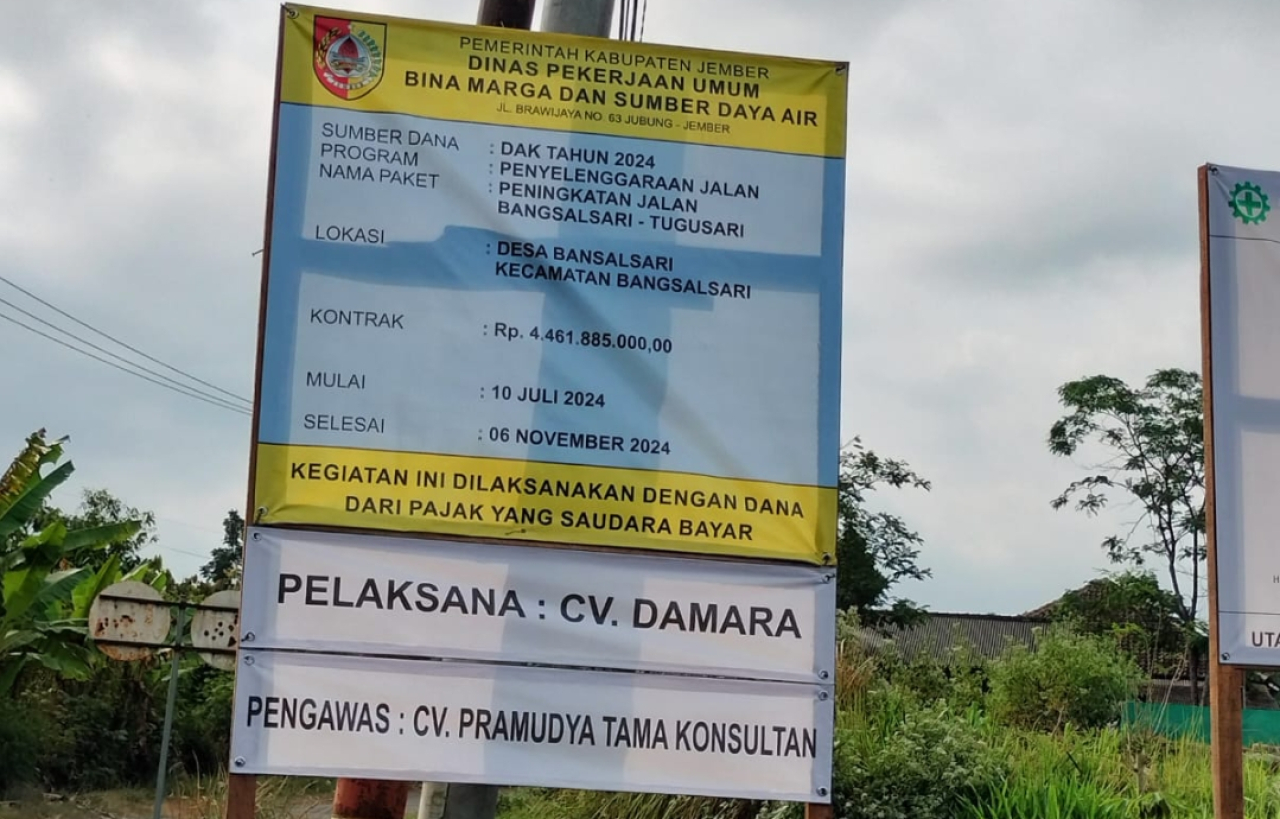 PEMERINTAH KABUPATEN JEMBER
DINAS PEKERJAAN UMUM
BINA MARGA DAN SUMBER DAYA AIR
JL. BRAWIJAYA NO 63 JUBUNG - JEMBER
SUMBER DANA : DAK TAHUN 2024
PROGRAM : PENYELENGGARAAN JALAN
NAMA PAKET : PENINGKATAN JALAN
BANGSALSARI - TUGUSARI
LOKASI : DESA BANSALSARI
KECAMATAN BANGSALSARI
KONTRAK : Rp. 4.461.885.000,00
MULAI : 10 JULI 2024
SELESAI : 06 NOVEMBER 2024
KEGIATAN INI DILAKSANAKAN DENGAN DANA
DARI PAJAK YANG SAUDARA BAYAR
PELAKSANA : CV. DAMARA
PENGAWAS : CV. PRAMUDYA TAMA KONSULTAN
UTA